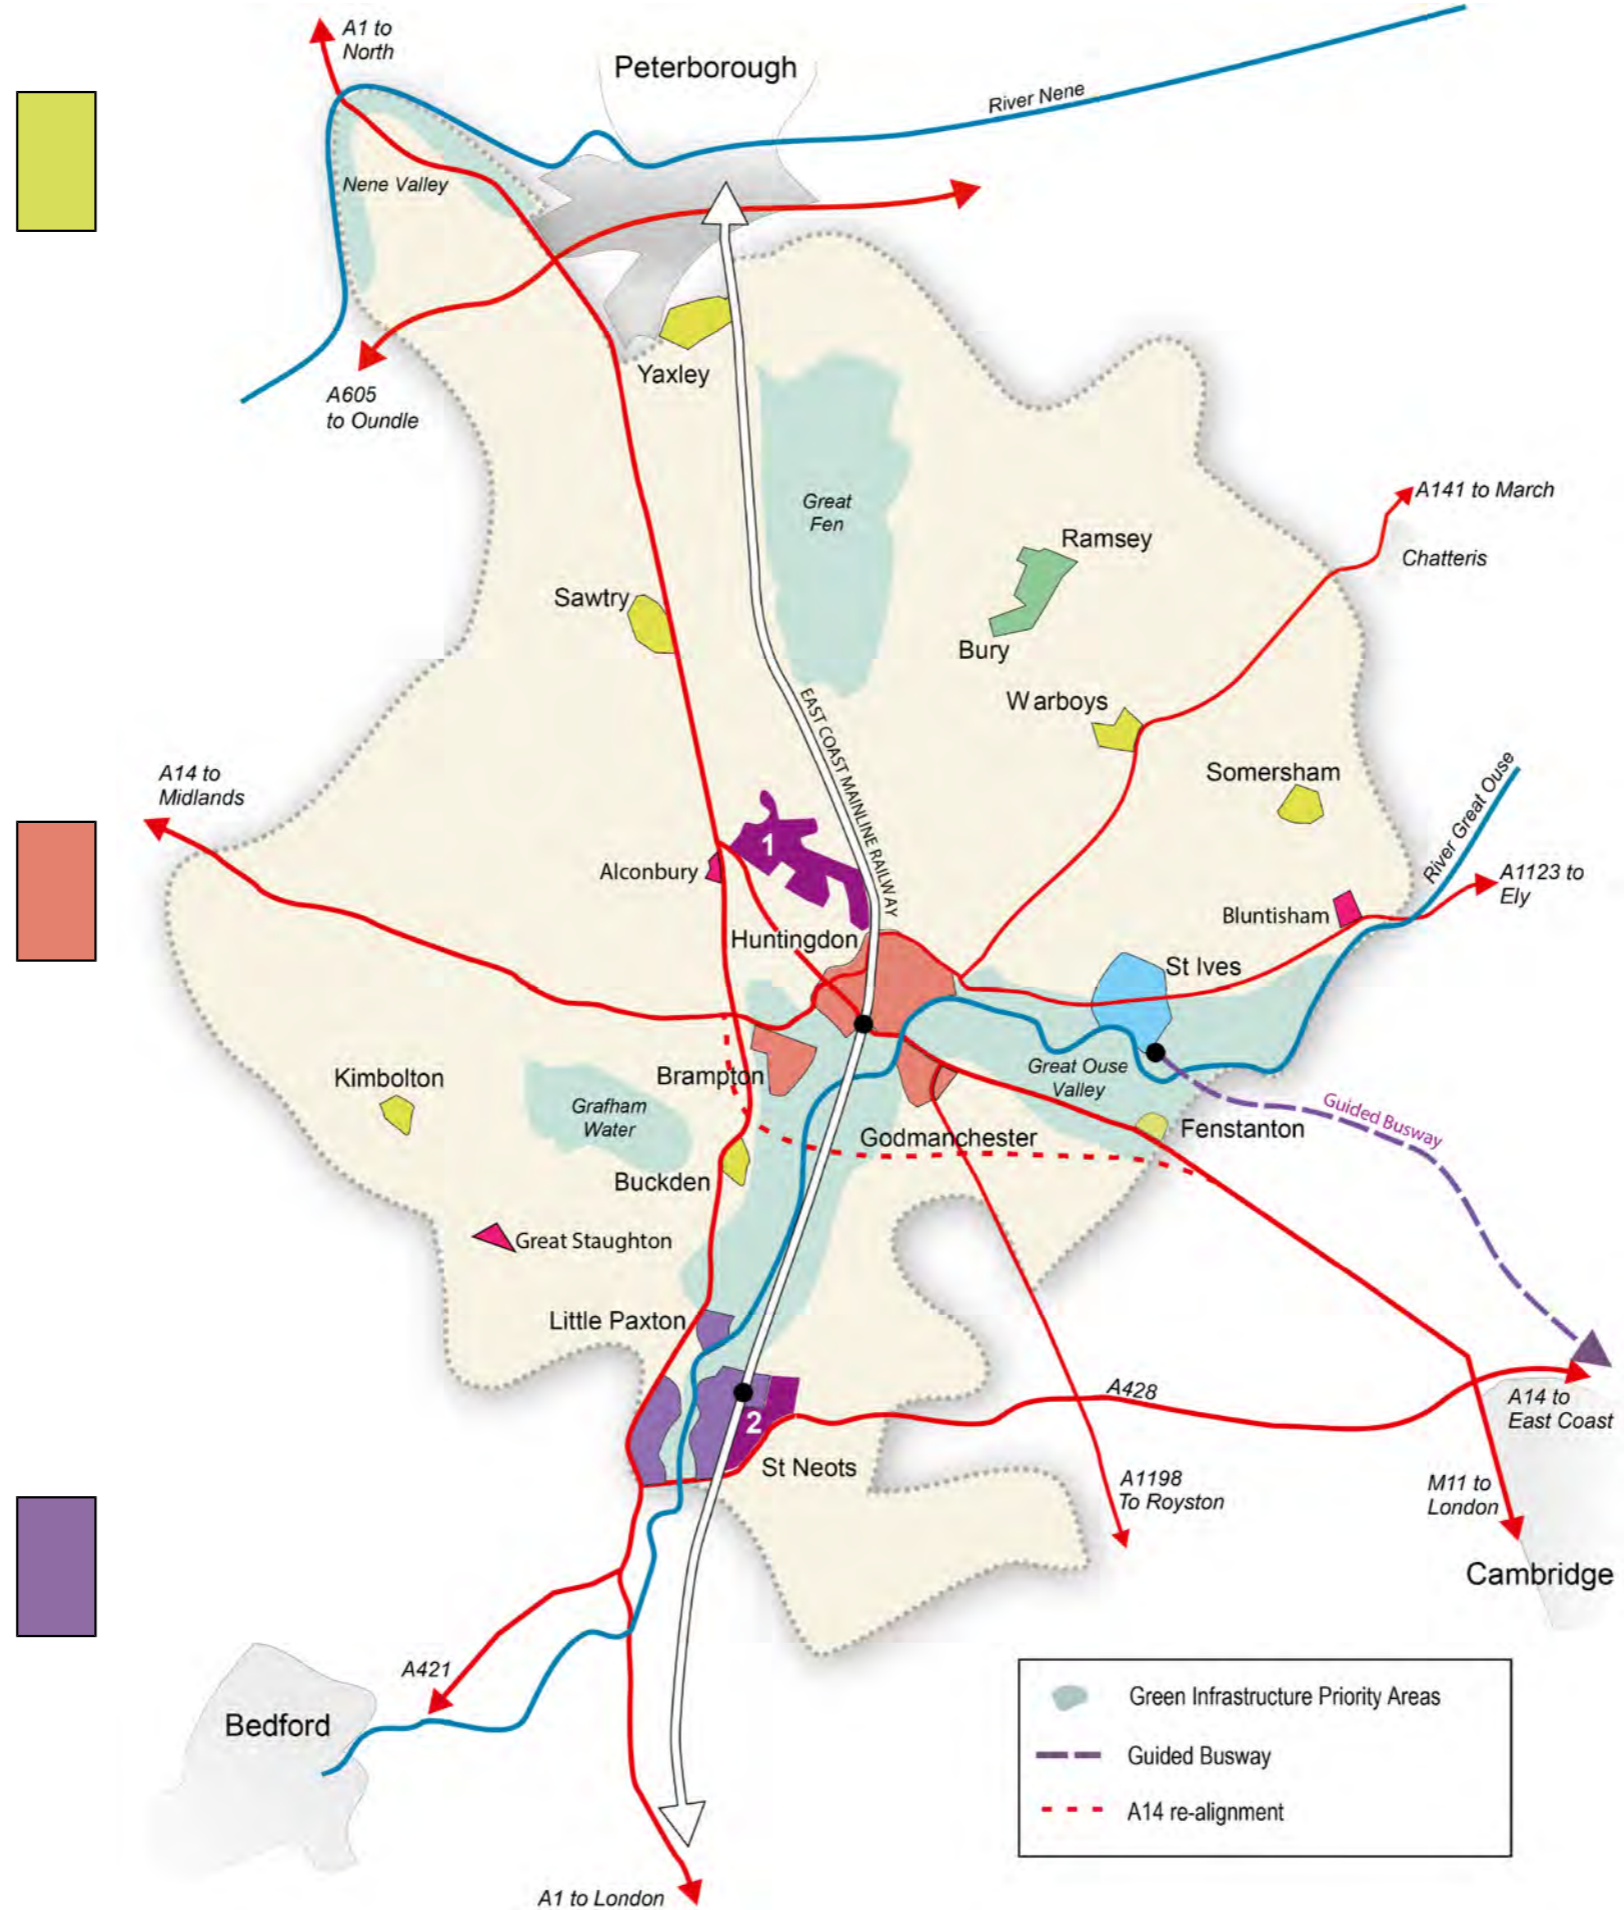 A1 to
North
Peterborough
River Nene
Nene Valley
Yaxley
A605
to Oundle
Great
Fen
A141 to March
Ramsey
Chatteris
Sawtry
Bury
Warboys
EAST COAST MAINLINE RAILWAY
River Great Ouse
A14 to
Midlands
Somersham
1
Alconbury
A1123 to
Ely
Bluntisham
Huntingdon
St Ives
Kimbolton
Brampton
Great Ouse
Valley
Grafham
Water
Guided Busway
Godmanchester
Fenstanton
Buckden
Great Staughton
Little Paxton
A428
A14 to
East Coast
2
St Neots
A1198
To Royston
M11 to
London
Cambridge
A421
Bedford
Green Infrastructure Priority Areas
Guided Busway
A14 re-alignment
A1 to London